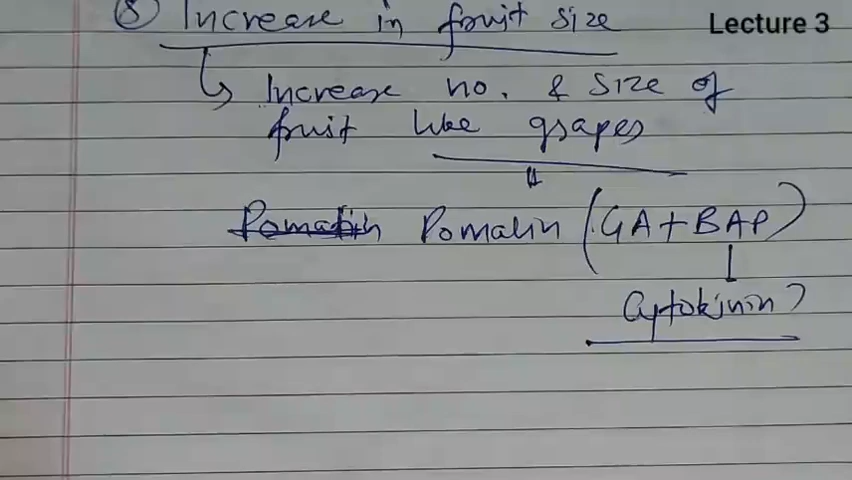 (8) Increase in fruit size
Lecture 3
↳ Increase no. & size of
fruit like grapes
Pomalin Pomalin (GA+BAP)
Cytokinin)